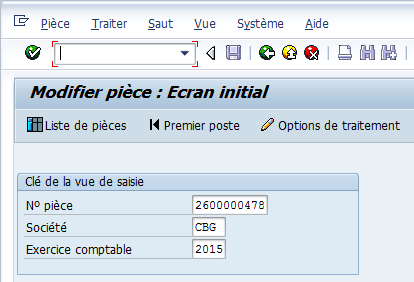 Pièce Traiter Saut Vue Système Aide
Modifier pièce : Ecran initial
Liste de pièces Premier poste Options de traitement
Clé de la vue de saisie
Nº pièce 2600000478
Société CBG
Exercice comptable 2015